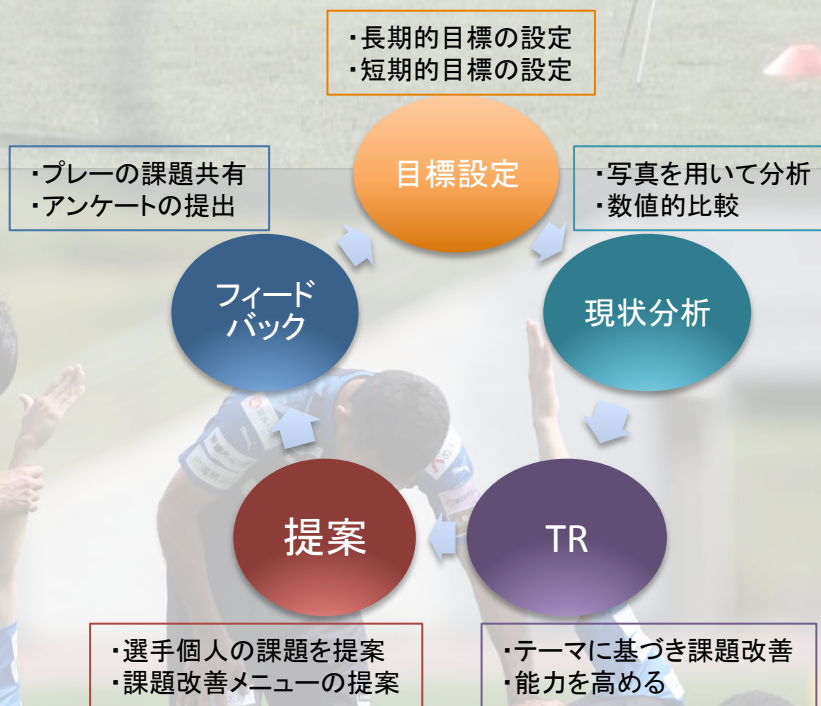 ・長期的目標の設定
・短期的目標の設定
目標設定
・プレーの課題共有
・アンケートの提出
・写真を用いて分析
・数値的比較
フィード
バック
現状分析
提案
TR
・選手個人の課題を提案
・課題改善メニューの提案
・テーマに基づき課題改善
・能力を高める